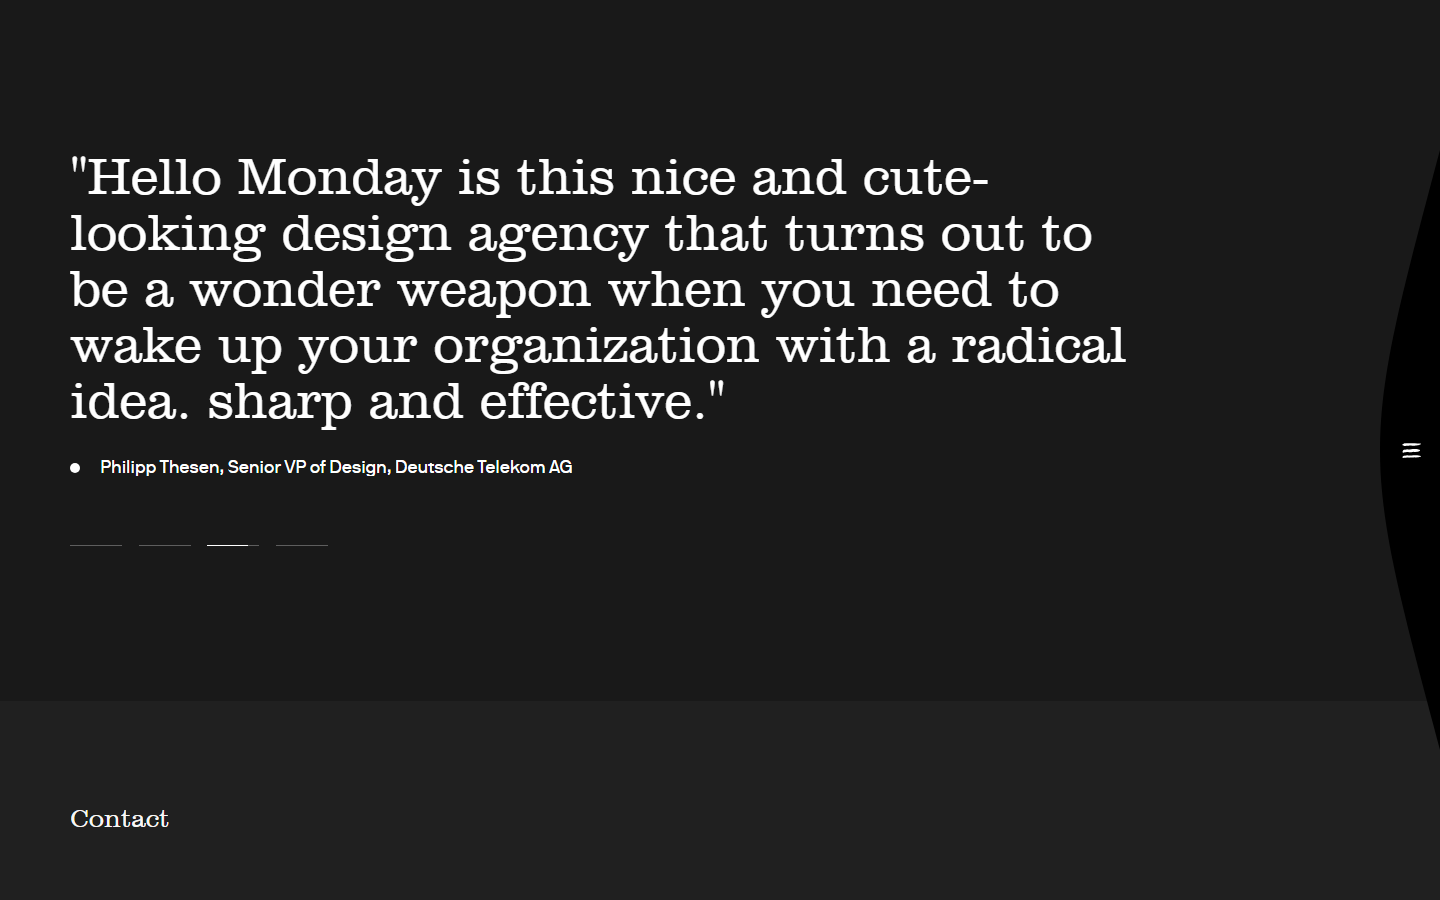 "Hello Monday is this nice and cute-
looking design agency that turns out to
be a wonder weapon when you need to
wake up your organization with a radical
idea. sharp and effective."
Philipp Thesen, Senior VP of Design, Deutsche Telekom AG
Contact